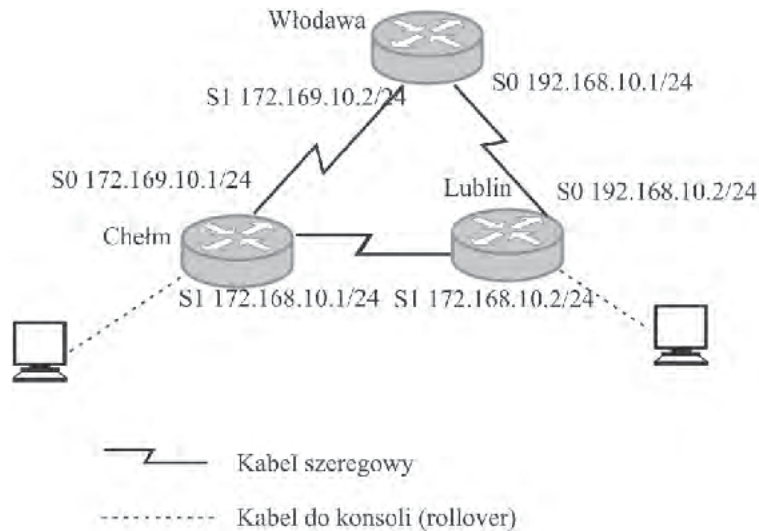 Włodawa
S1 172.169.10.2/24
S0 192.168.10.1/24
S0 172.169.10.1/24
Lublin
S0 192.168.10.2/24
Chełm
S1 172.168.10.1/24
S1 172.168.10.2/24
Kabel szeregowy
Kabel do konsoli (rollover)